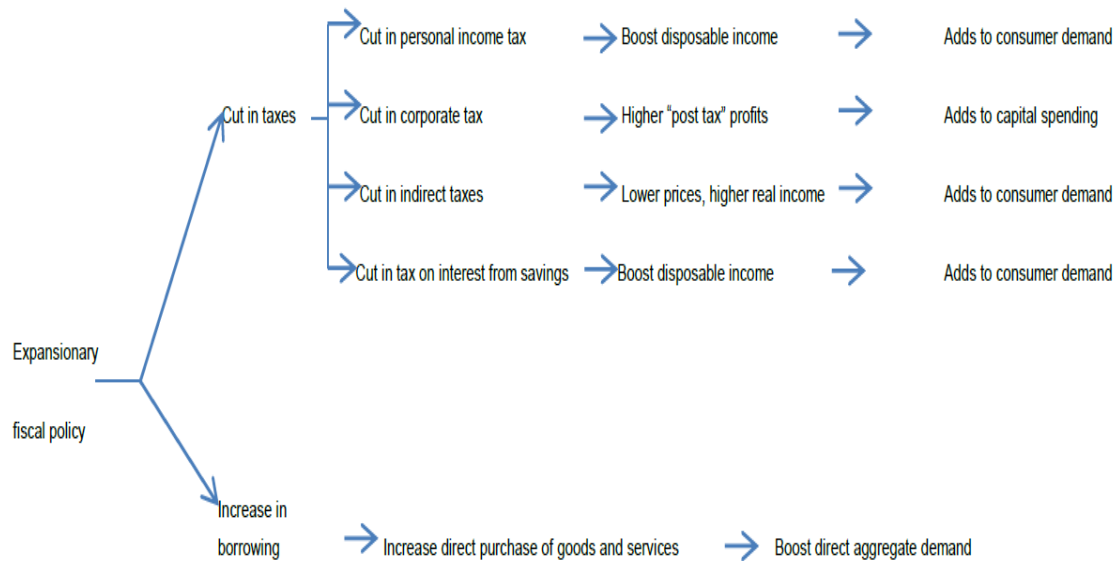 Cut in personal income tax
Boost disposable income
Adds to consumer demand
Cut in taxes
Cut in corporate tax
Higher “post tax” profits
Adds to capital spending
Cut in indirect taxes
Lower prices, higher real income
Adds to consumer demand
Cut in tax on interest from savings
Boost disposable income
Adds to consumer demand
Expansionary
fiscal policy
Increase in
borrowing
Increase direct purchase of goods and services
Boost direct aggregate demand